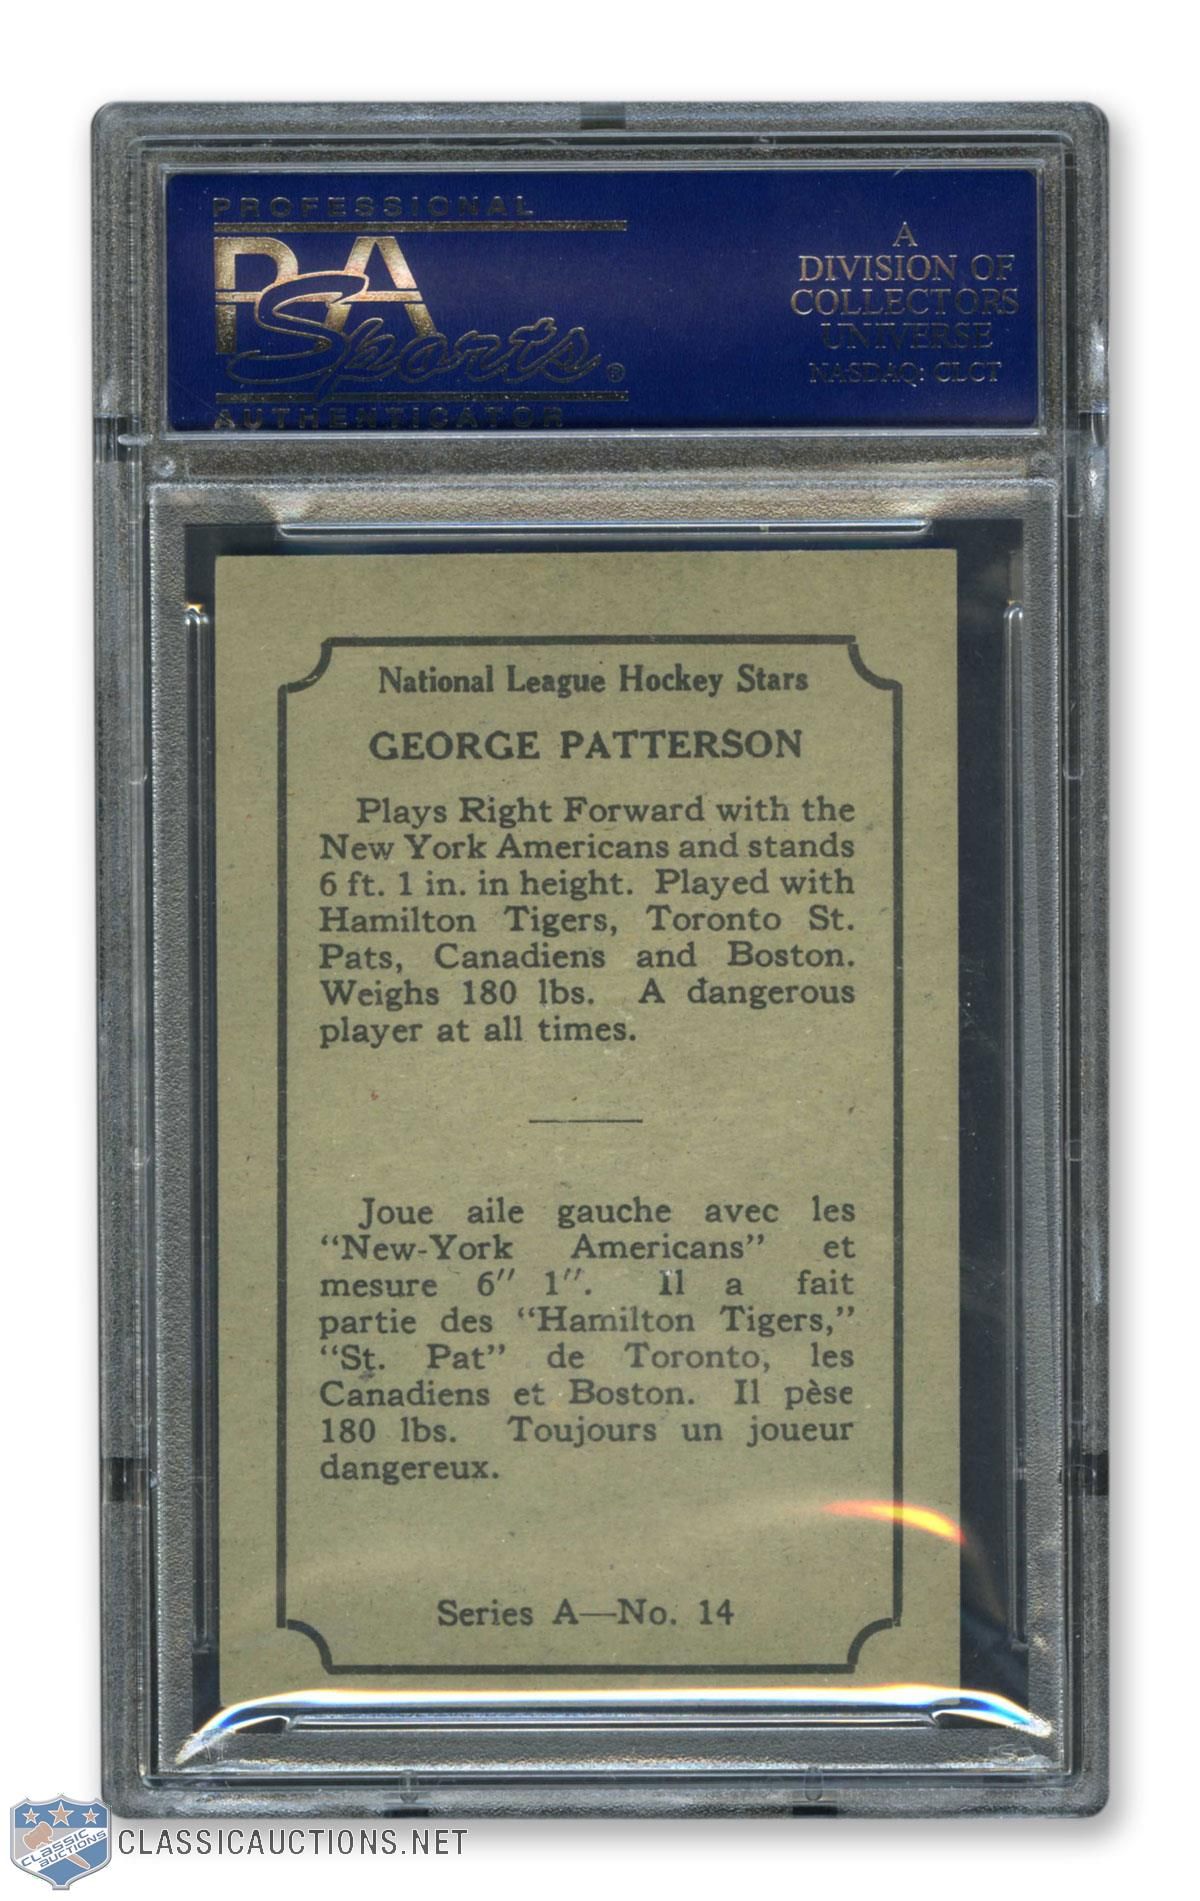 PROFESSIONAL
PSA
Sports®
AUTHENTICATOR
A
DIVISION OF
COLLECTORS
UNIVERSE
NASDAQ: CLCT
National League Hockey Stars
GEORGE PATTERSON
Plays Right Forward with the
New York Americans and stands
6 ft. 1 in. in height. Played with
Hamilton Tigers, Toronto St.
Pats, Canadiens and Boston.
Weighs 180 lbs. A dangerous
player at all times.
Joue aile gauche avec les
"New-York Americans" et
mesure 6" 1". Il a fait
partie des "Hamilton Tigers,"
"St. Pat" de Toronto, les
Canadiens et Boston. Il pèse
180 lbs. Toujours un joueur
dangereux.
Series A—No. 14
CLASSIC AUCTIONS
CLASSICAUCTIONS.NET